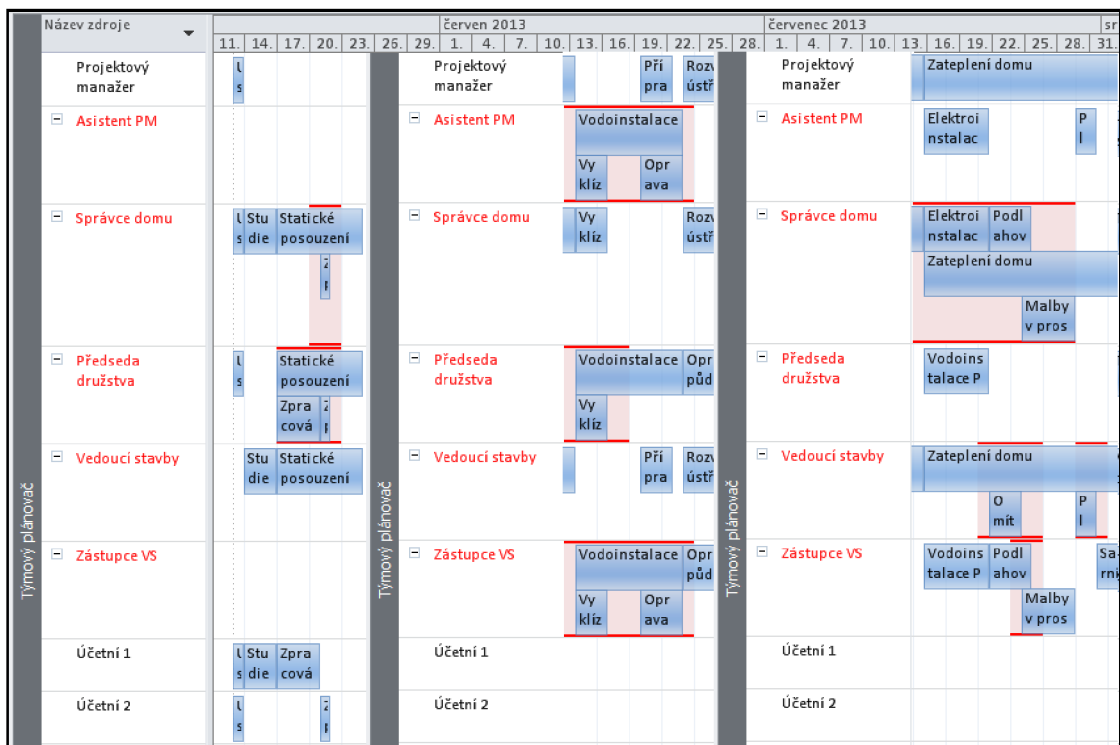 Název zdroje
červen 2013
červenec 2013
sr
11. 14. 17. 20. 23. 26. 29. 1. 4. 7. 10. 13. 16. 19. 22. 25. 28. 1. 4. 7. 10. 13. 16. 19. 22. 25. 28. 31.
Týmový plánovač
Projektový
manažer
U
s
Asistent PM
Správce domu
U
s
Stu
die
Statické
posouzení
Z
p
Předseda
družstva
U
s
Statické
posouzení
Zpra
cová
Z
p
Vedoucí stavby
Stu
die
Statické
posouzení
Zástupce VS
Účetní 1
U
s
Stu
die
Zpra
cová
Účetní 2
U
s
Z
p
Týmový plánovač
Projektový
manažer
Pří
pra
Rozv
ústř
Asistent PM
Vodoinstalace
Vy
klíz
Opr
ava
Správce domu
Vy
klíz
Rozv
ústř
Předseda
družstva
Vodoinstalace
Opr
půd
Vy
klíz
Vedoucí stavby
Pří
pra
Rozv
ústř
Zástupce VS
Vodoinstalace
Opr
půd
Vy
klíz
Opr
ava
Účetní 1
Účetní 2
Týmový plánovač
Projektový
manažer
Zateplení domu
Asistent PM
Elektroi
nstalac
P
l
Správce domu
Elektroi
nstalac
Podl
ahov
Zateplení domu
Malby
v pros
Předseda
družstva
Vodoins
talace P
Vedoucí stavby
Zateplení domu
O
mít
P
l
Zástupce VS
Vodoins
talace P
Podl
ahov
Sa
rni
Malby
v pros
Účetní 1
Účetní 2